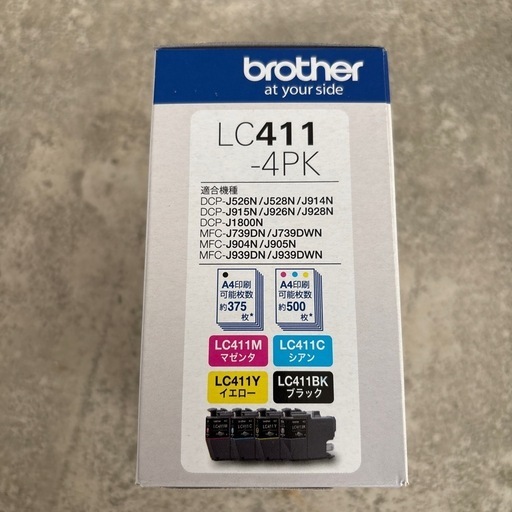 brother
at your side
LC411
-4PK
適合機種
DCP-J526N/J528N/J914N
DCP-J915N/J926N/J928N
DCP-J1800N
MFC-J739DN/J739DWN
MFC-J904N/J905N
MFC-J939DN/J939DWN
A4印刷
可能枚数
約375
枚*
A4印刷
可能枚数
約500
枚*
LC411M
マゼンタ
LC411C
シアン
LC411Y
イエロー
LC411BK
ブラック